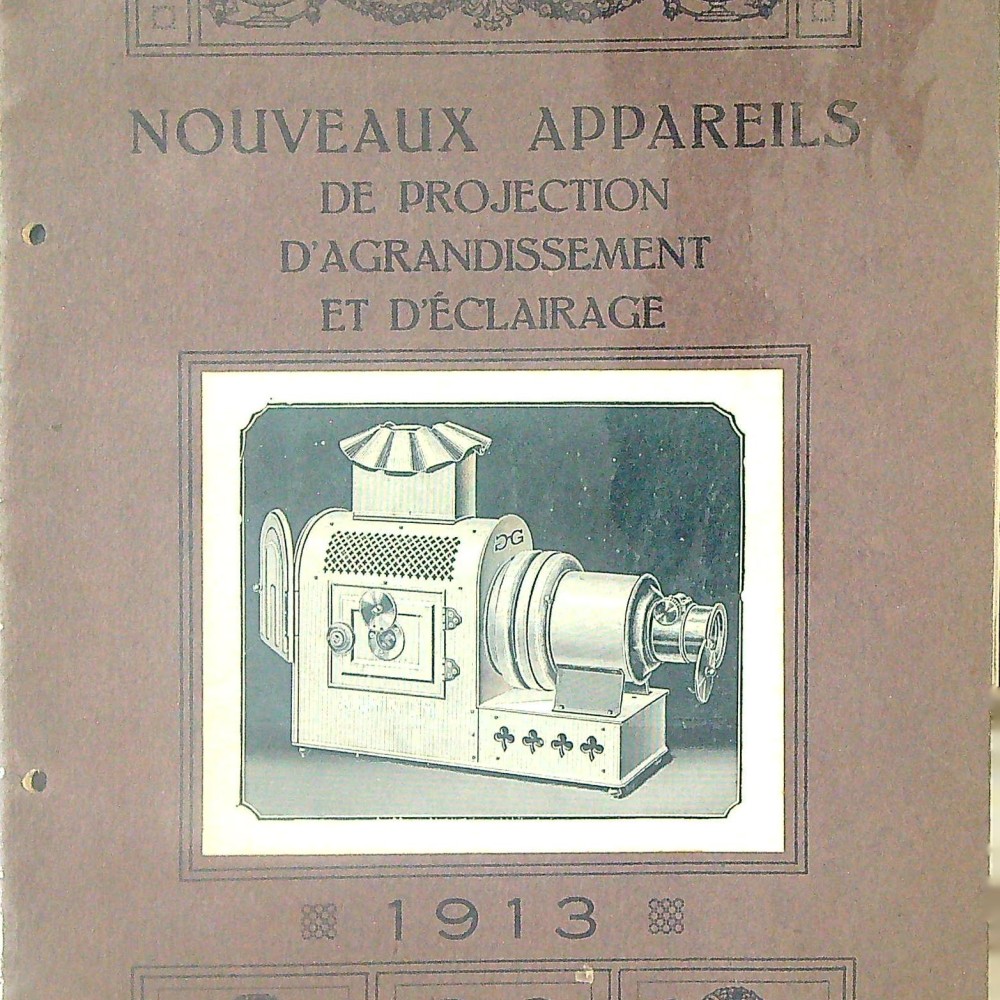 NOUVEAUX APPAREILS
DE PROJECTION
D'AGRANDISSEMENT
ET D'ÉCLAIRAGE
G
1913